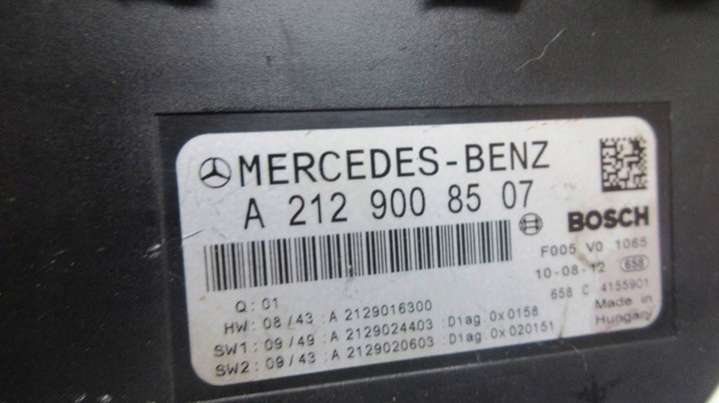 MERCEDES-BENZ
A 212 900 85 07
BOSCH
F005 V0 1065
10-08-12 658
658 C 4155901
Made in
Hungary
Q: 01
HW: 08/43: A 2129016300
SW1: 09/49: A 2129024403: Diag. 0x0158
SW2: 09/43: A 2129020603: Diag. 0x020151